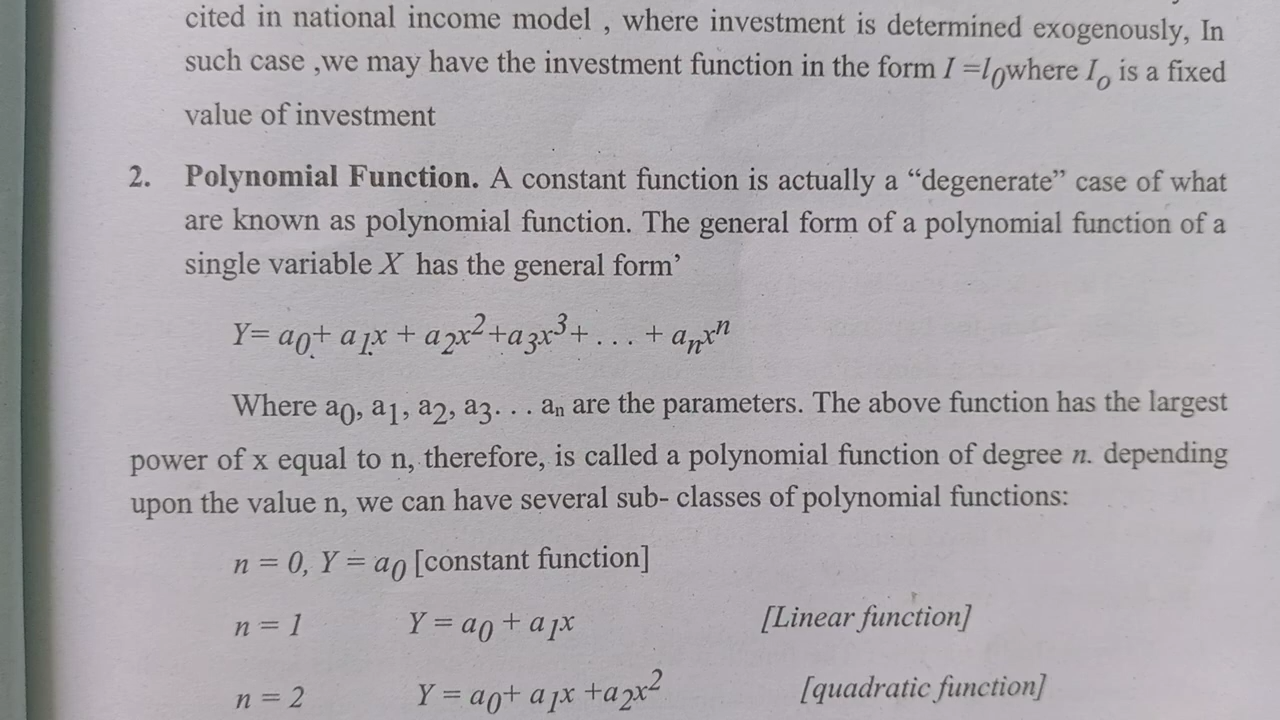 cited in national income model , where investment is determined exogenously, In
such case ,we may have the investment function in the form I =l0where Io is a fixed
value of investment
2. Polynomial Function. A constant function is actually a “degenerate” case of what
are known as polynomial function. The general form of a polynomial function of a
single variable X has the general form’
Y= a0+ a1x + a2x²+a3x³+ . . . + anxⁿ
Where a0, a1, a2, a3. . . an are the parameters. The above function has the largest
power of x equal to n, therefore, is called a polynomial function of degree n. depending
upon the value n, we can have several sub- classes of polynomial functions:
n = 0, Y = a0 [constant function]
n = 1 Y = a0 + a1x [Linear function]
n = 2 Y = a0+ a1x +a2x² [quadratic function]